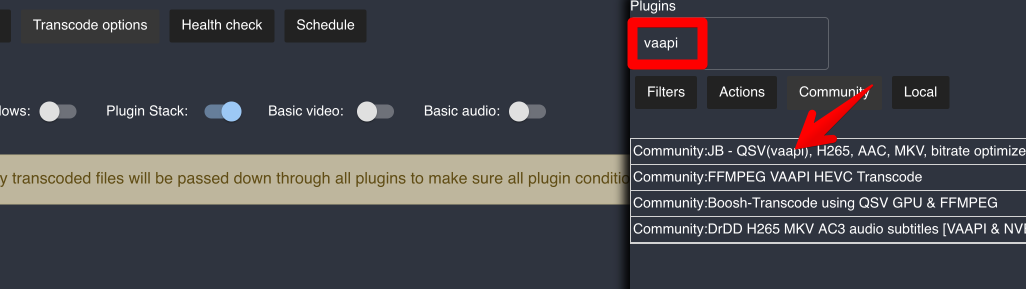 Transcode options Health check Schedule
lows: Plugin Stack: Basic video: Basic audio:
y transcoded files will be passed down through all plugins to make sure all plugin conditio
Plugins
vaapi
Filters Actions Community Local
Community:JB - QSV(vaapi), H265, AAC, MKV, bitrate optimize
Community:FFMPEG VAAPI HEVC Transcode
Community:Boosh-Transcode using QSV GPU & FFMPEG
Community:DrDD H265 MKV AC3 audio subtitles [VAAPI & NVE